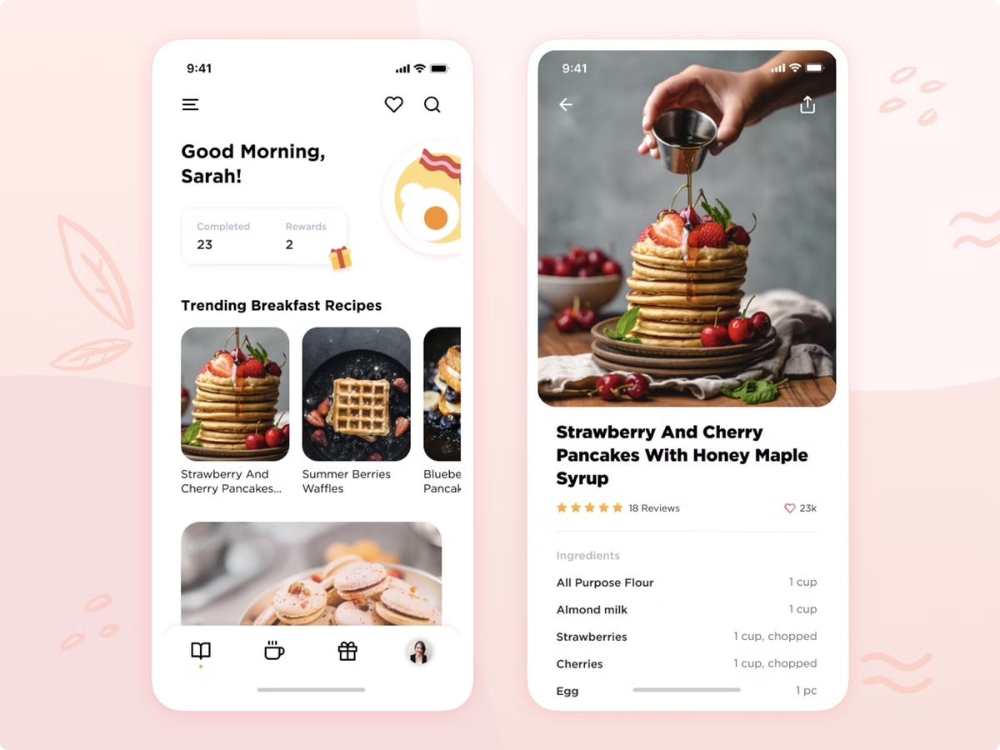 9:41
Good Morning,
Sarah!
Completed
Rewards
23
2
Trending Breakfast Recipes
Strawberry And
Cherry Pancakes...
Summer Berries
Waffles
Bluebe
Pancak
9:41
Strawberry And Cherry
Pancakes With Honey Maple
Syrup
18 Reviews
23k
Ingredients
All Purpose Flour
1 cup
Almond milk
1 cup
Strawberries
1 cup, chopped
Cherries
1 cup, chopped
Egg
1 pc